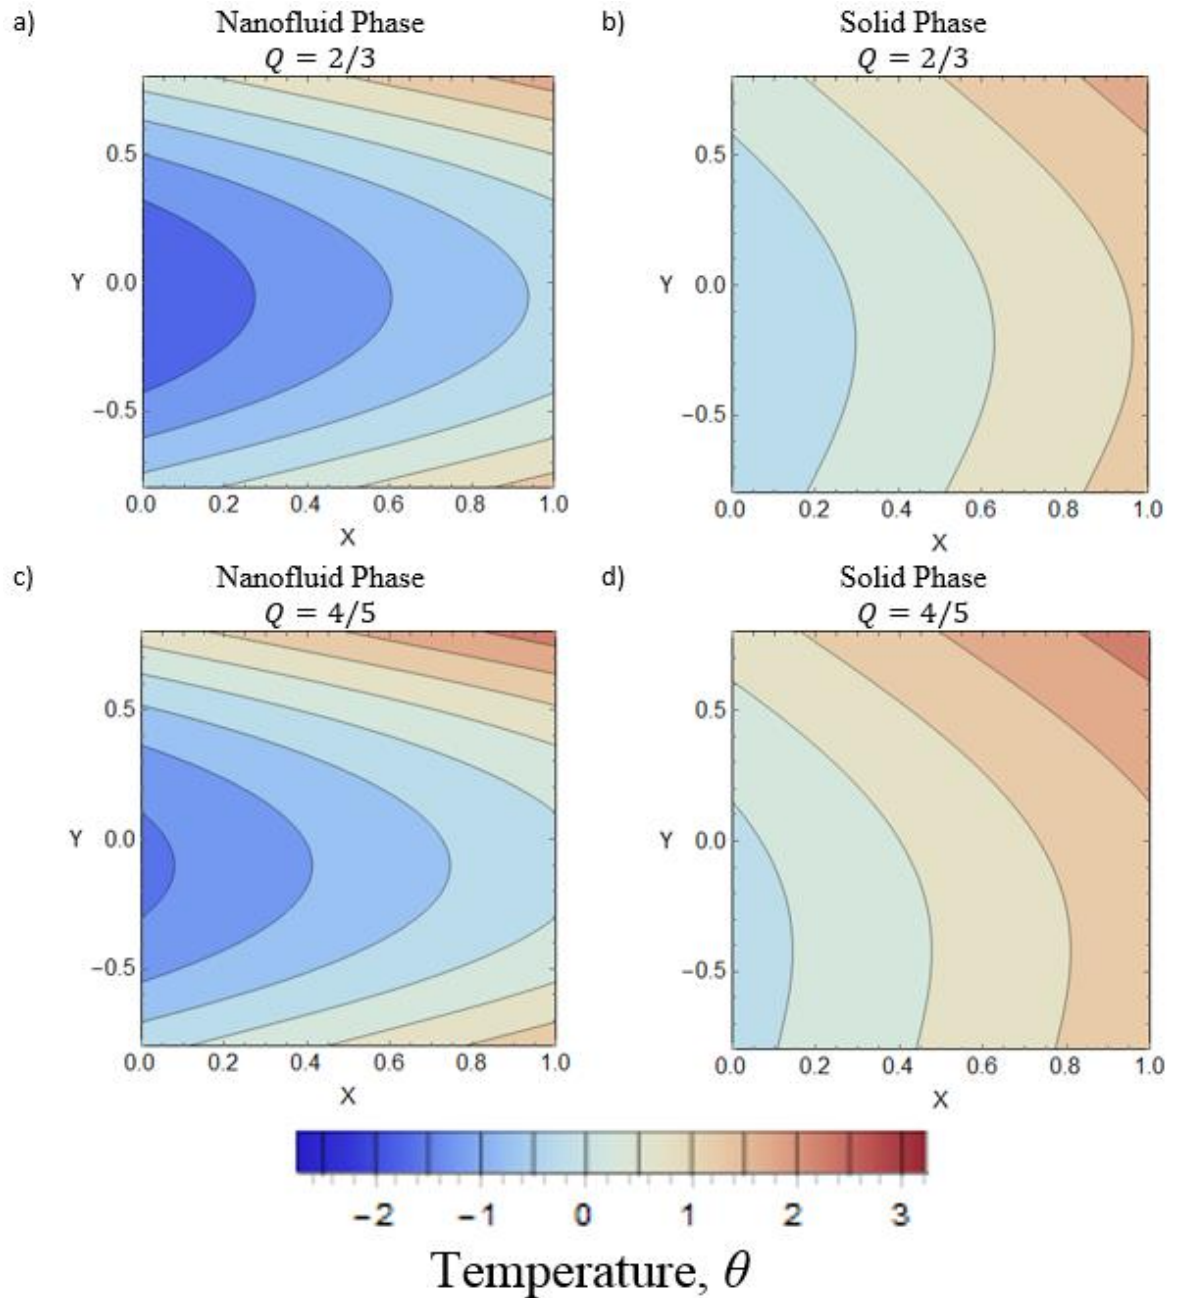 a)
Nanofluid Phase
Q = 2/3
0.5
Y
0.0
−0.5
0.0 0.2 0.4 0.6 0.8 1.0
X
b)
Solid Phase
Q = 2/3
0.5
Y
0.0
−0.5
0.0 0.2 0.4 0.6 0.8 1.0
X
c)
Nanofluid Phase
Q = 4/5
0.5
Y
0.0
−0.5
0.0 0.2 0.4 0.6 0.8 1.0
X
d)
Solid Phase
Q = 4/5
0.5
Y
0.0
−0.5
0.0 0.2 0.4 0.6 0.8 1.0
X
−2 −1 0 1 2 3
Temperature, θ